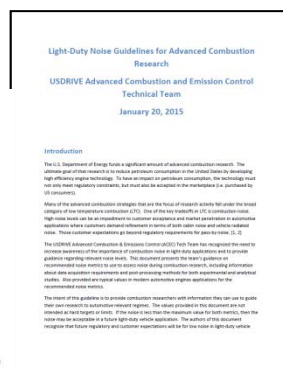 Light-Duty Noise Guidelines for Advanced Combustion
Research
USDRIVE Advanced Combustion and Emission Control
Technical Team
January 20, 2015
Introduction
The U.S. Department of Energy funds a significant amount of advanced combustion research. The
ultimate goal of that research is to reduce petroleum consumption in the United States by developing
high efficiency engine technology. To have an impact on petroleum consumption, the technology must
not only meet regulatory constraints, but must also be accepted in the marketplace (i.e. purchased by
US consumers).
Many of the advanced combustion strategies that are the focus of research activity fall under the broad
category of low temperature combustion (LTC). One of the key tradeoffs in LTC is combustion noise.
High noise levels can be an impediment to customer acceptance and market penetration in automotive
applications where customers demand refinement in terms of both cabin noise and vehicle radiated
noise. Those customer expectations go beyond regulatory requirements for pass-by noise. [1, 2]
The USDRIVE Advanced Combustion & Emissions Control (ACEC) Tech Team has recognized the need to
increase awareness of the importance of combustion noise in light-duty applications and to provide
guidance regarding relevant noise levels. This document presents the team's guidance on
recommended noise metrics to use to assess noise during combustion research, including information
about data acquisition requirements and post-processing methods for both experimental and analytical
studies. Also provided are typical values in modern automotive engines applications for the
recommended noise metrics.
The intent of this guideline is to provide combustion researchers with information they can use to guide
their own research to automotive relevant regimes. The values provided in this document are not
intended as hard targets or limits. If the noise is less than the maximum value for both metrics, then the
noise may be acceptable in a future light-duty vehicle application. The authors of this document
recognize that future regulatory and customer expectations will be for low noise in light-duty vehicle